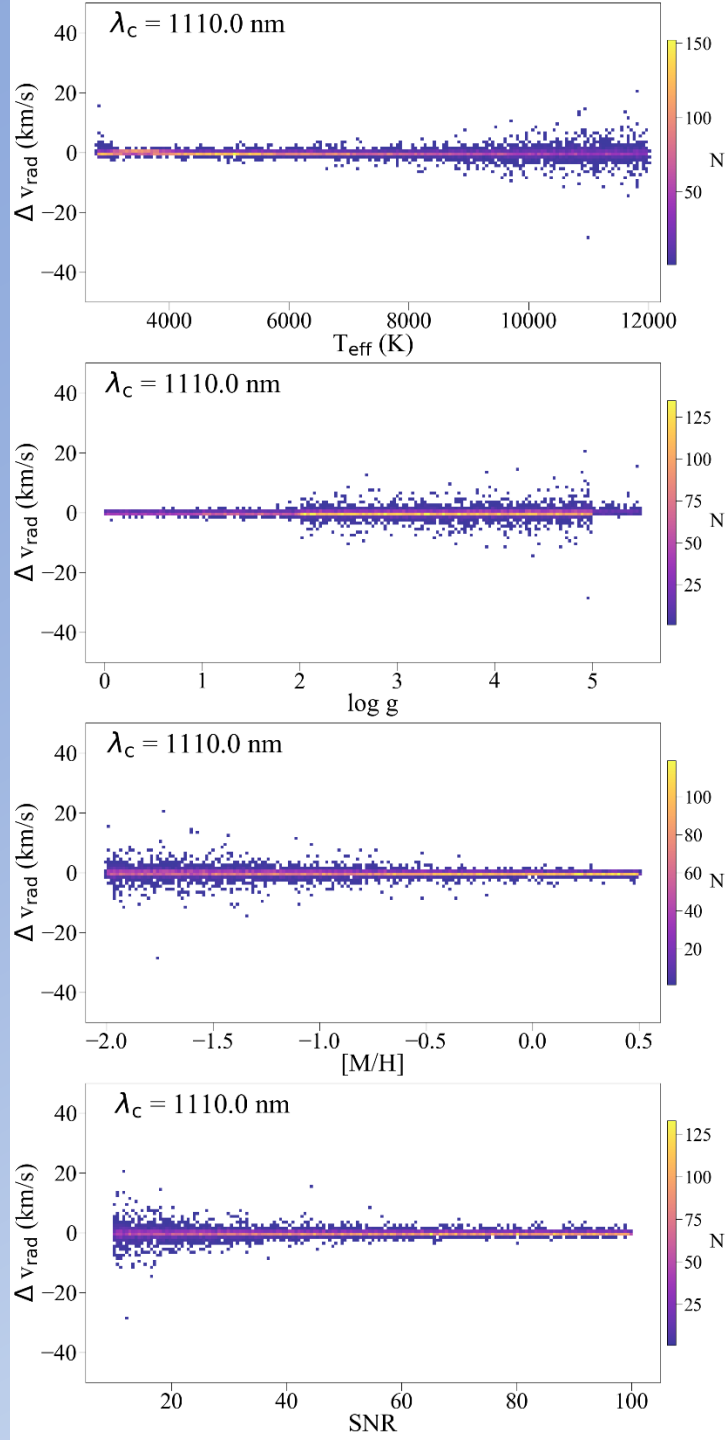 λc = 1110.0 nm
40
20
0
−20
−40
Δ vrad (km/s)
4000 6000 8000 10000 12000
Teff (K)
150
100
50
N
λc = 1110.0 nm
40
20
0
−20
−40
Δ vrad (km/s)
0 1 2 3 4 5
log g
125
100
75
50
25
N
λc = 1110.0 nm
40
20
0
−20
−40
Δ vrad (km/s)
−2.0 −1.5 −1.0 −0.5 0.0 0.5
[M/H]
100
80
60
40
20
N
λc = 1110.0 nm
40
20
0
−20
−40
Δ vrad (km/s)
20 40 60 80 100
SNR
125
100
75
50
25
N